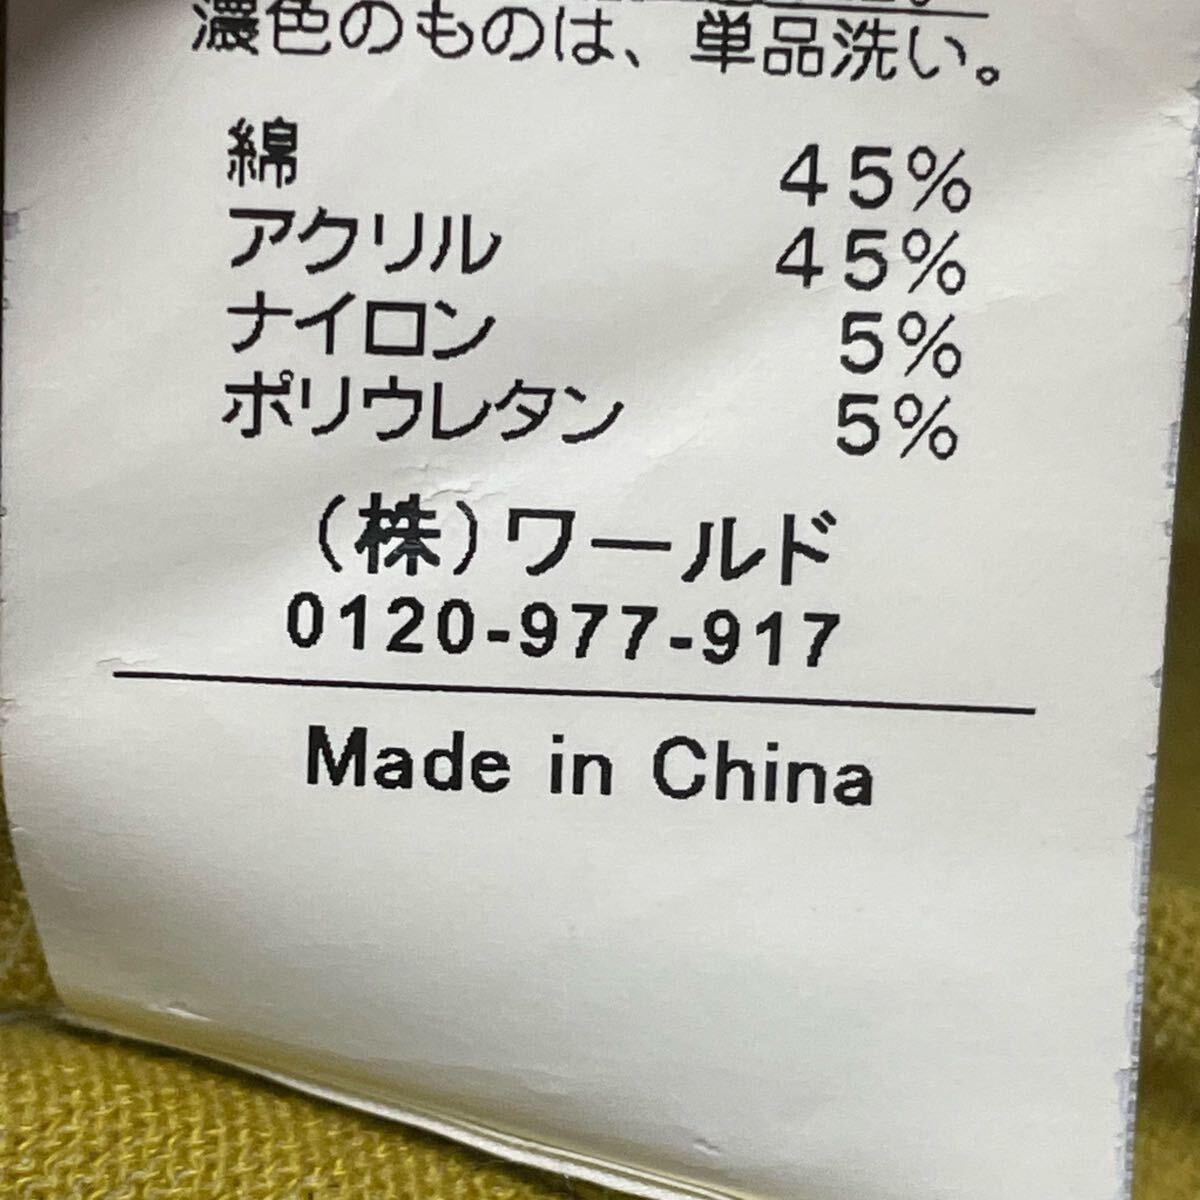 濃色のものは、単品洗い。
綿 45%
アクリル 45%
ナイロン 5%
ポリウレタン 5%
(株)ワールド
0120-977-917
Made in China